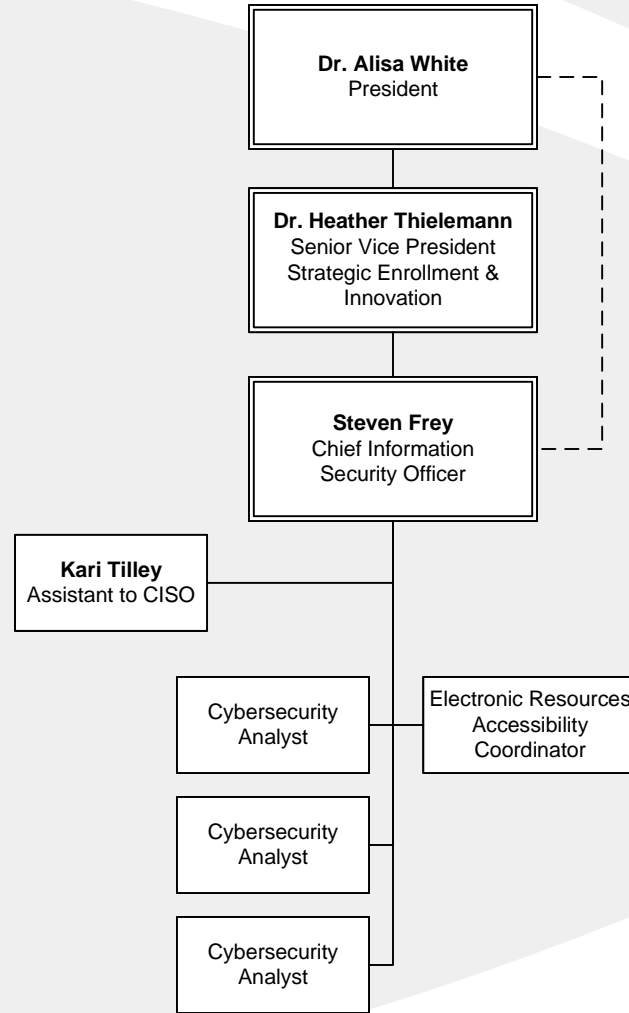 Dr. Alisa White
President
Dr. Heather Thielemann
Senior Vice President
Strategic Enrollment &
Innovation
Steven Frey
Chief Information
Security Officer
Kari Tilley
Assistant to CISO
Cybersecurity
Analyst
Electronic Resources
Accessibility
Coordinator
Cybersecurity
Analyst
Cybersecurity
Analyst